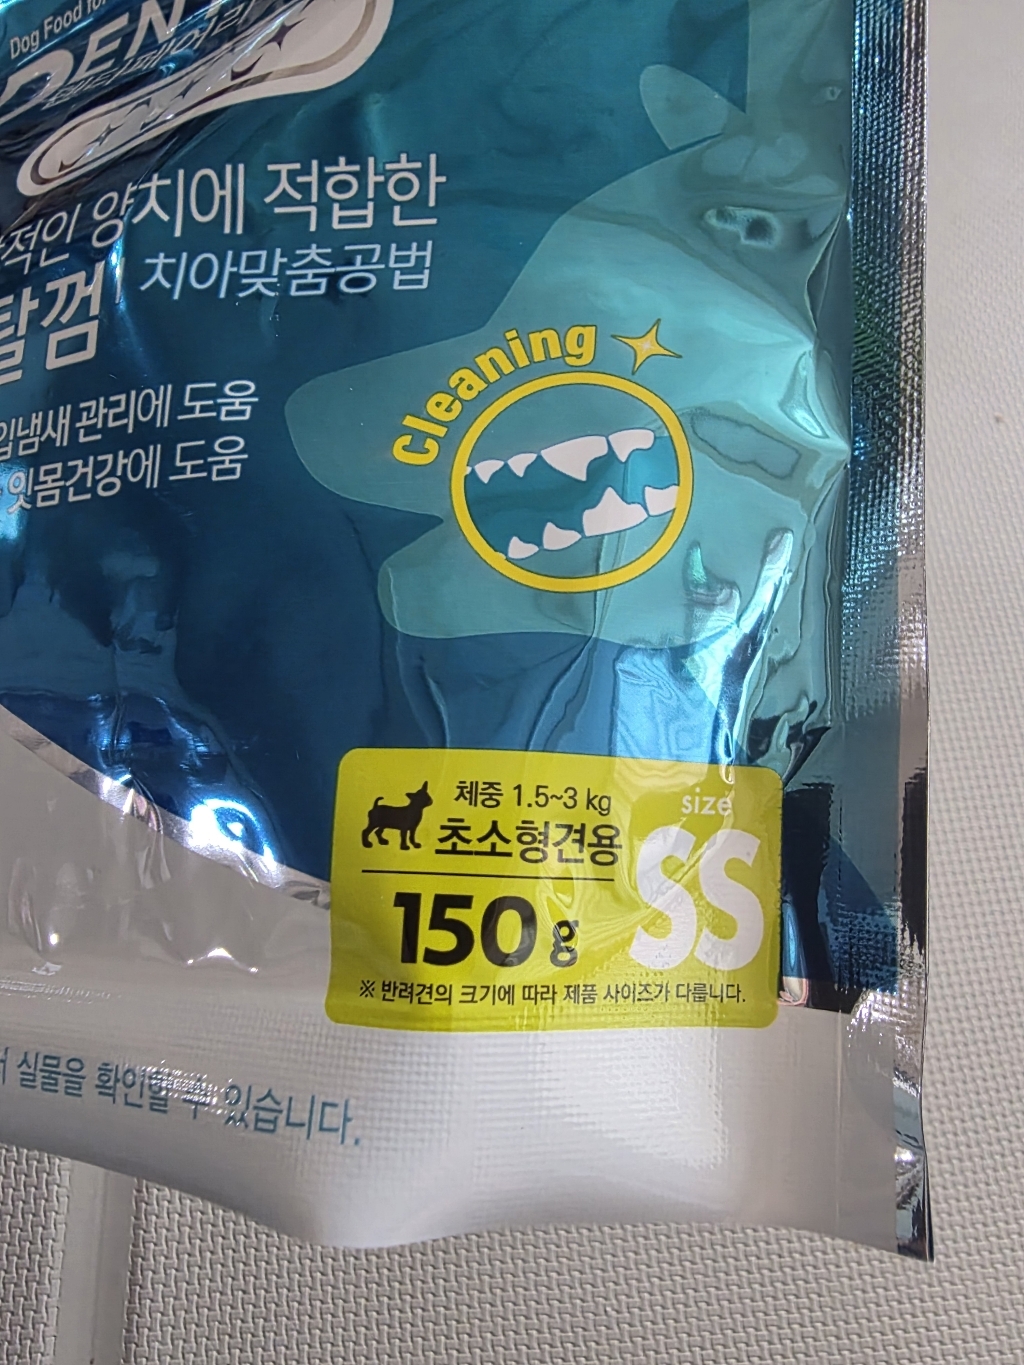 Dog Food for
DEN
양치에 적합한
치아맞춤공법
입냄새 관리에 도움
잇몸건강에 도움
Cleaning
체중 1.5~3 kg
초소형견용
150 g
size
SS
※ 반려견의 크기에 따라 제품 사이즈가 다릅니다.
실물을 확인할 수 있습니다.